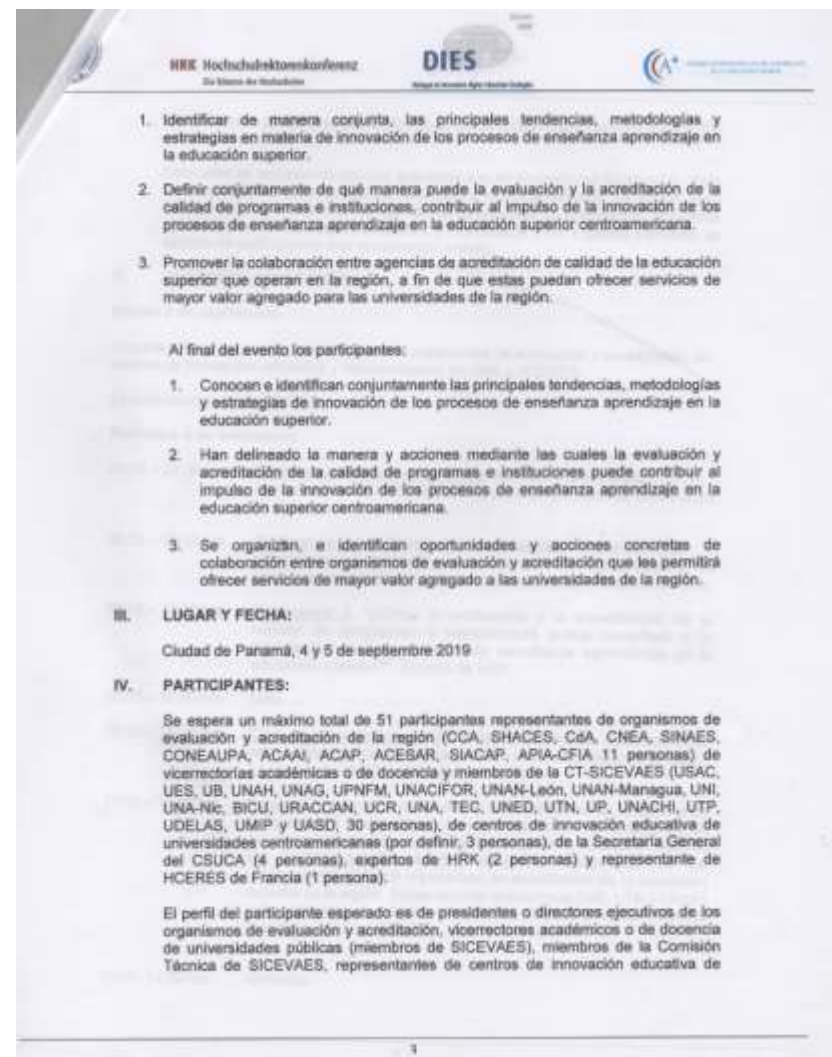 HRK Hochschulrektorenkonferenz
Die Stimme der Hochschulen
DIES
1. Identificar de manera conjunta, las principales tendencias, metodologías y
estrategias en materia de innovación de los procesos de enseñanza aprendizaje en
la educación superior.
2. Definir conjuntamente de qué manera puede la evaluación y la acreditación de la
calidad de programas e instituciones, contribuir al impulso de la innovación de los
procesos de enseñanza aprendizaje en la educación superior centroamericana.
3. Promover la colaboración entre agencias de acreditación de calidad de la educación
superior que operan en la región, a fin de que estas puedan ofrecer servicios de
mayor valor agregado para las universidades de la región.
Al final del evento los participantes:
1. Conocen e identifican conjuntamente las principales tendencias, metodologías
y estrategias de innovación de los procesos de enseñanza aprendizaje en la
educación superior.
2. Han delineado la manera y acciones mediante las cuales la evaluación y
acreditación de la calidad de programas e instituciones puede contribuir al
impulso de la innovación de los procesos de enseñanza aprendizaje en la
educación superior centroamericana.
3. Se organizan, e identifican oportunidades y acciones concretas de
colaboración entre organismos de evaluación y acreditación que les permitirá
ofrecer servicios de mayor valor agregado a las universidades de la región.
III. LUGAR Y FECHA:
Ciudad de Panamá, 4 y 5 de septiembre 2019
IV. PARTICIPANTES:
Se espera un máximo total de 51 participantes representantes de organismos de
evaluación y acreditación de la región (CCA, SHACES, CdA, CNEA, SINAES,
CONEAUPA, ACAAI, ACAP, ACESAR, SIACAP, APIA-CFIA 11 personas) de
vicerrectorías académicas o de docencia y miembros de la CT-SICEVAES (USAC,
UES, UB, UNAH, UNAG, UPNFM, UNACIFOR, UNAN-León, UNAN-Managua, UNI,
UNA-Nic, BICU, URACCAN, UCR, UNA, TEC, UNED, UTN, UP, UNACHI, UTP,
UDELAS, UMIP y UASD, 30 personas), de centros de innovación educativa de
universidades centroamericanas (por definir, 3 personas), de la Secretaría General
del CSUCA (4 personas), expertos de HRK (2 personas) y representante de
HCERES de Francia (1 persona).
El perfil del participante esperado es de presidentes o directores ejecutivos de los
organismos de evaluación y acreditación, vicerrectores académicos o de docencia
de universidades públicas (miembros de SICEVAES), miembros de la Comisión
Técnica de SICEVAES, representantes de centros de innovación educativa de